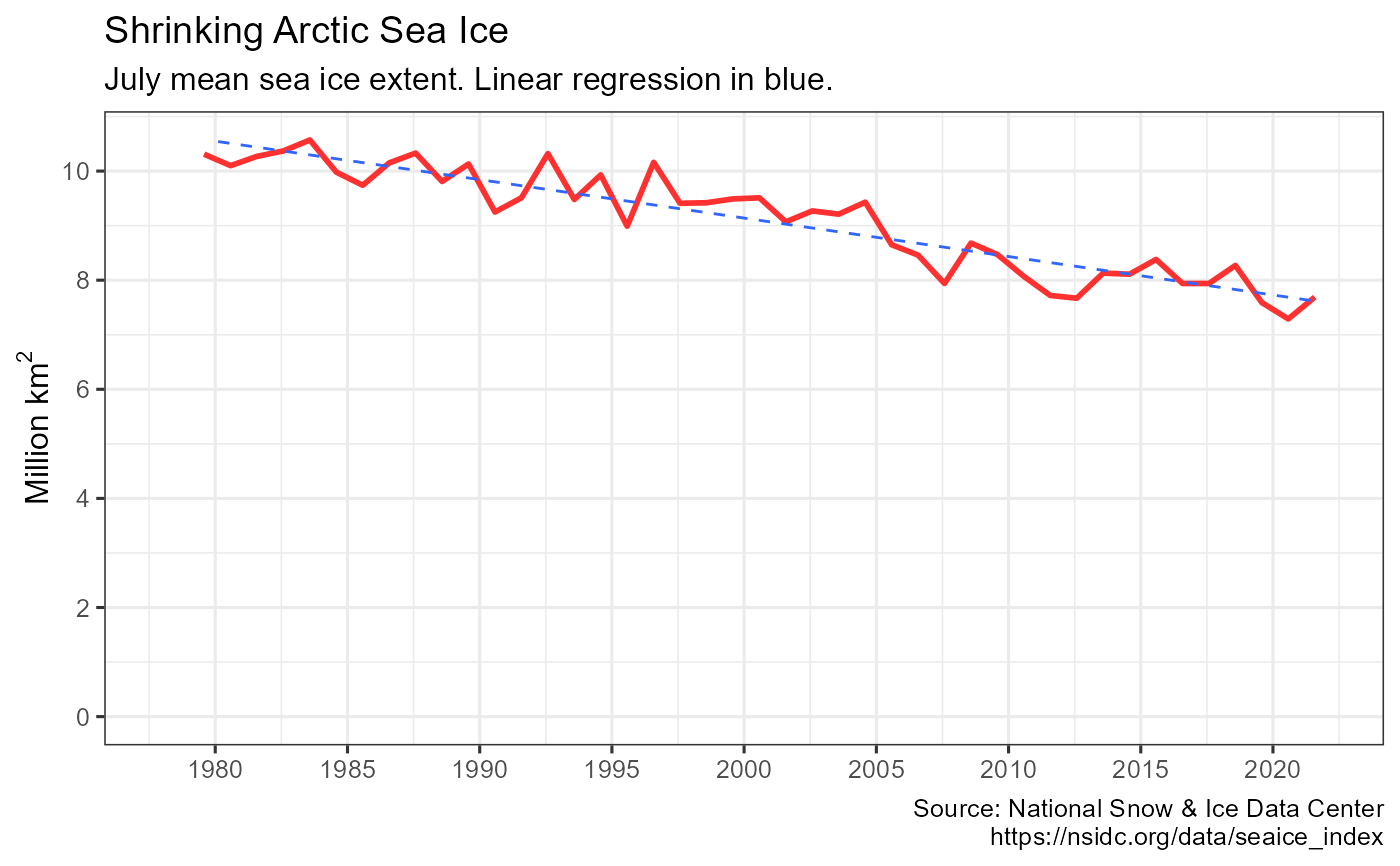 Shrinking Arctic Sea Ice
July mean sea ice extent. Linear regression in blue.
Million km²
10
8
6
4
2
0
1980 1985 1990 1995 2000 2005 2010 2015 2020
Source: National Snow & Ice Data Center
https://nsidc.org/data/seaice_index